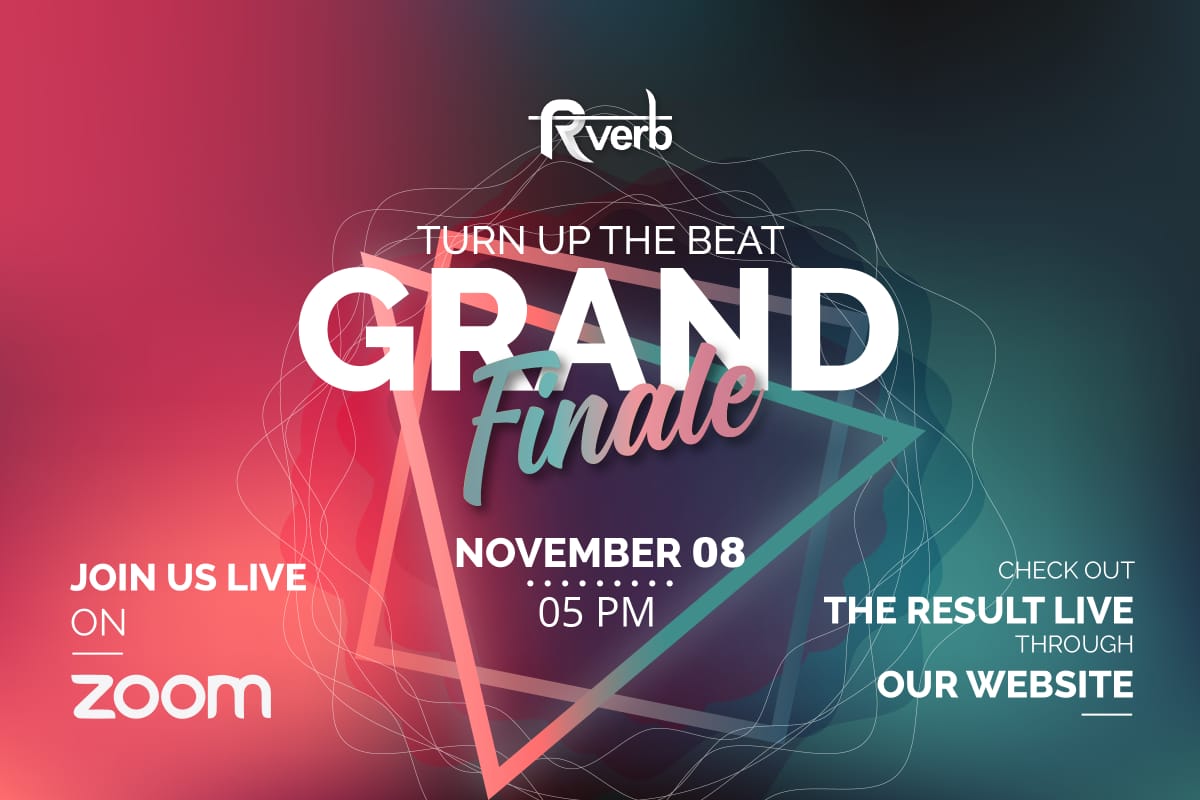 Rverb
TURN UP THE BEAT
GRAND
Finale
NOVEMBER 08
05 PM
JOIN US LIVE
ON
zoom
CHECK OUT
THE RESULT LIVE
THROUGH
OUR WEBSITE